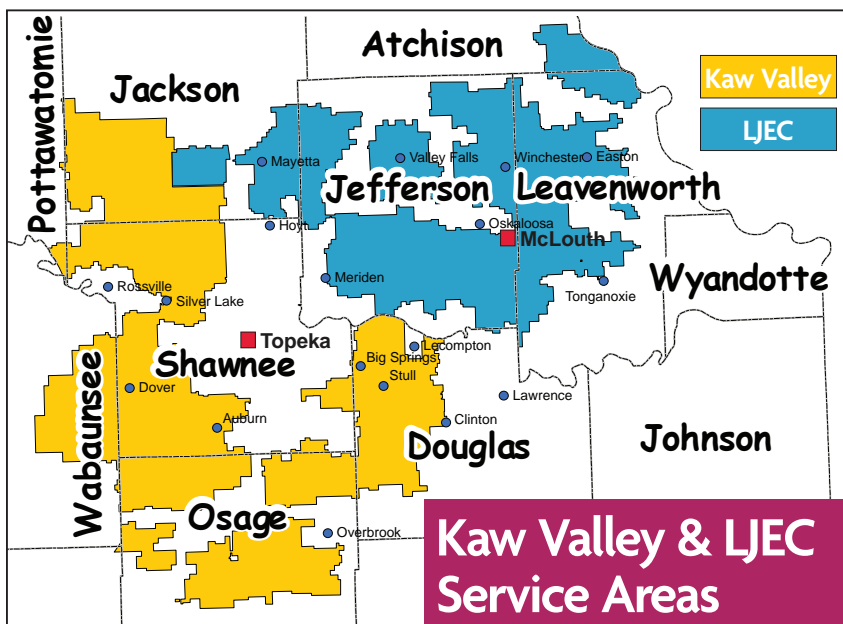 Atchison
Pottawatomie
Jackson
Kaw Valley
LJEC
Mayetta
Valley Falls
Winchester
Easton
Jefferson
Leavenworth
Hoyt
Oskaloosa
McLouth
Wyandotte
Meriden
Tonganoxie
Rossville
Silver Lake
Topeka
Lecompton
Shawnee
Big Springs
Stull
Wabaunsee
Dover
Lawrence
Auburn
Clinton
Douglas
Johnson
Osage
Overbrook
Kaw Valley & LJEC
Service Areas